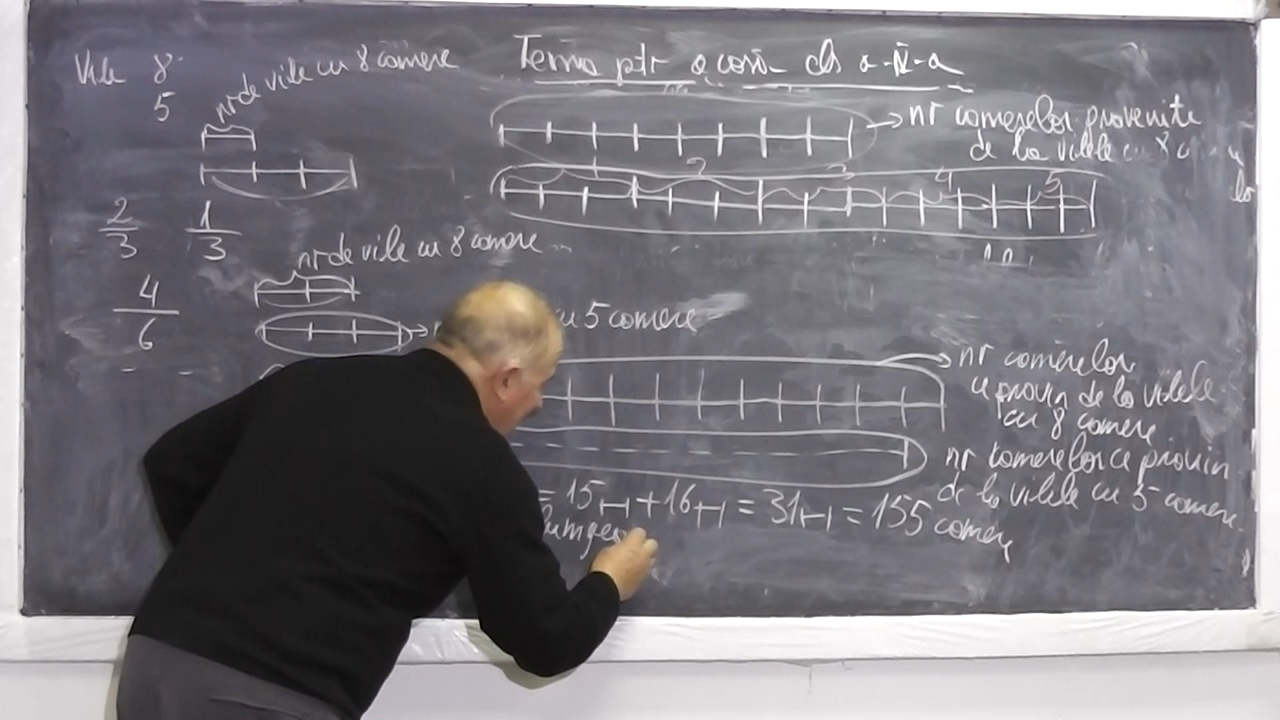 Vile 8
5
nr de vile cu 8 camere
Tema ptr acasă cls a-IV-a
nr camerelor provenite
de la vilele cu 8
2 3 4 5
2/3 1/3
nr de vile cu 8 camere
4/6
cu 5 camere
nr camerelor
ce provin de la vilele
cu 8 camere
nr camerelor ce provin
de la vilele cu 5 camere
= 15 + 16 = 31 = 155 camere